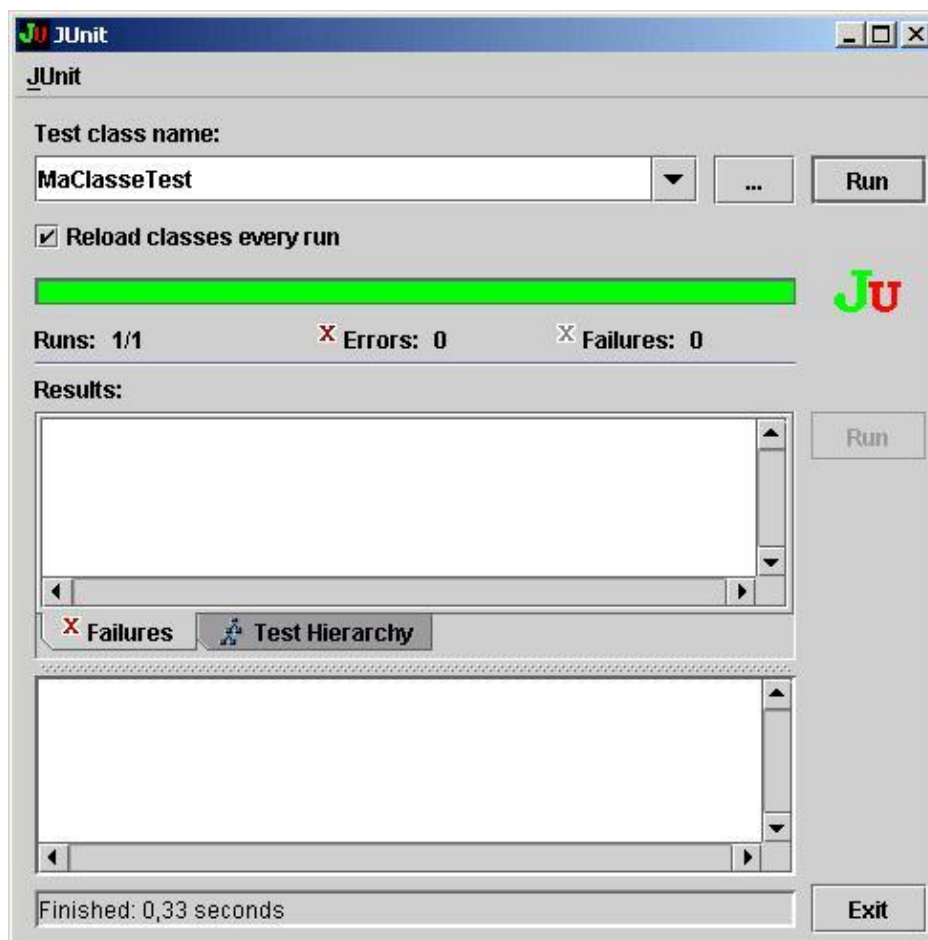 JU JUnit
JUnit
Test class name:
MaClasseTest ... Run
Reload classes every run
JU
Runs: 1/1 X Errors: 0 X Failures: 0
Results:
Run
X Failures Test Hierarchy
Finished: 0,33 seconds Exit